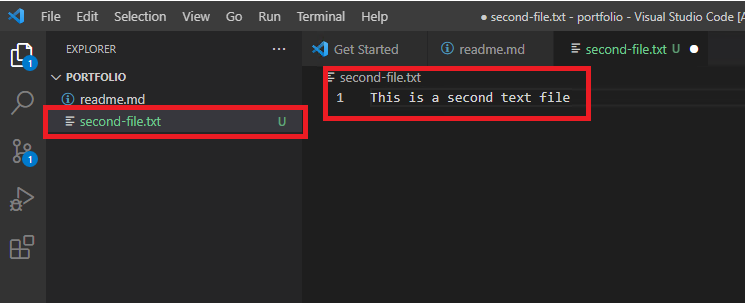 File Edit Selection View Go Run Terminal Help ● second-file.txt - portfolio - Visual Studio Code [A
EXPLORER ···
Get Started readme.md second-file.txt U ●
PORTFOLIO
second-file.txt
readme.md
1 This is a second text file
second-file.txt U
1
1